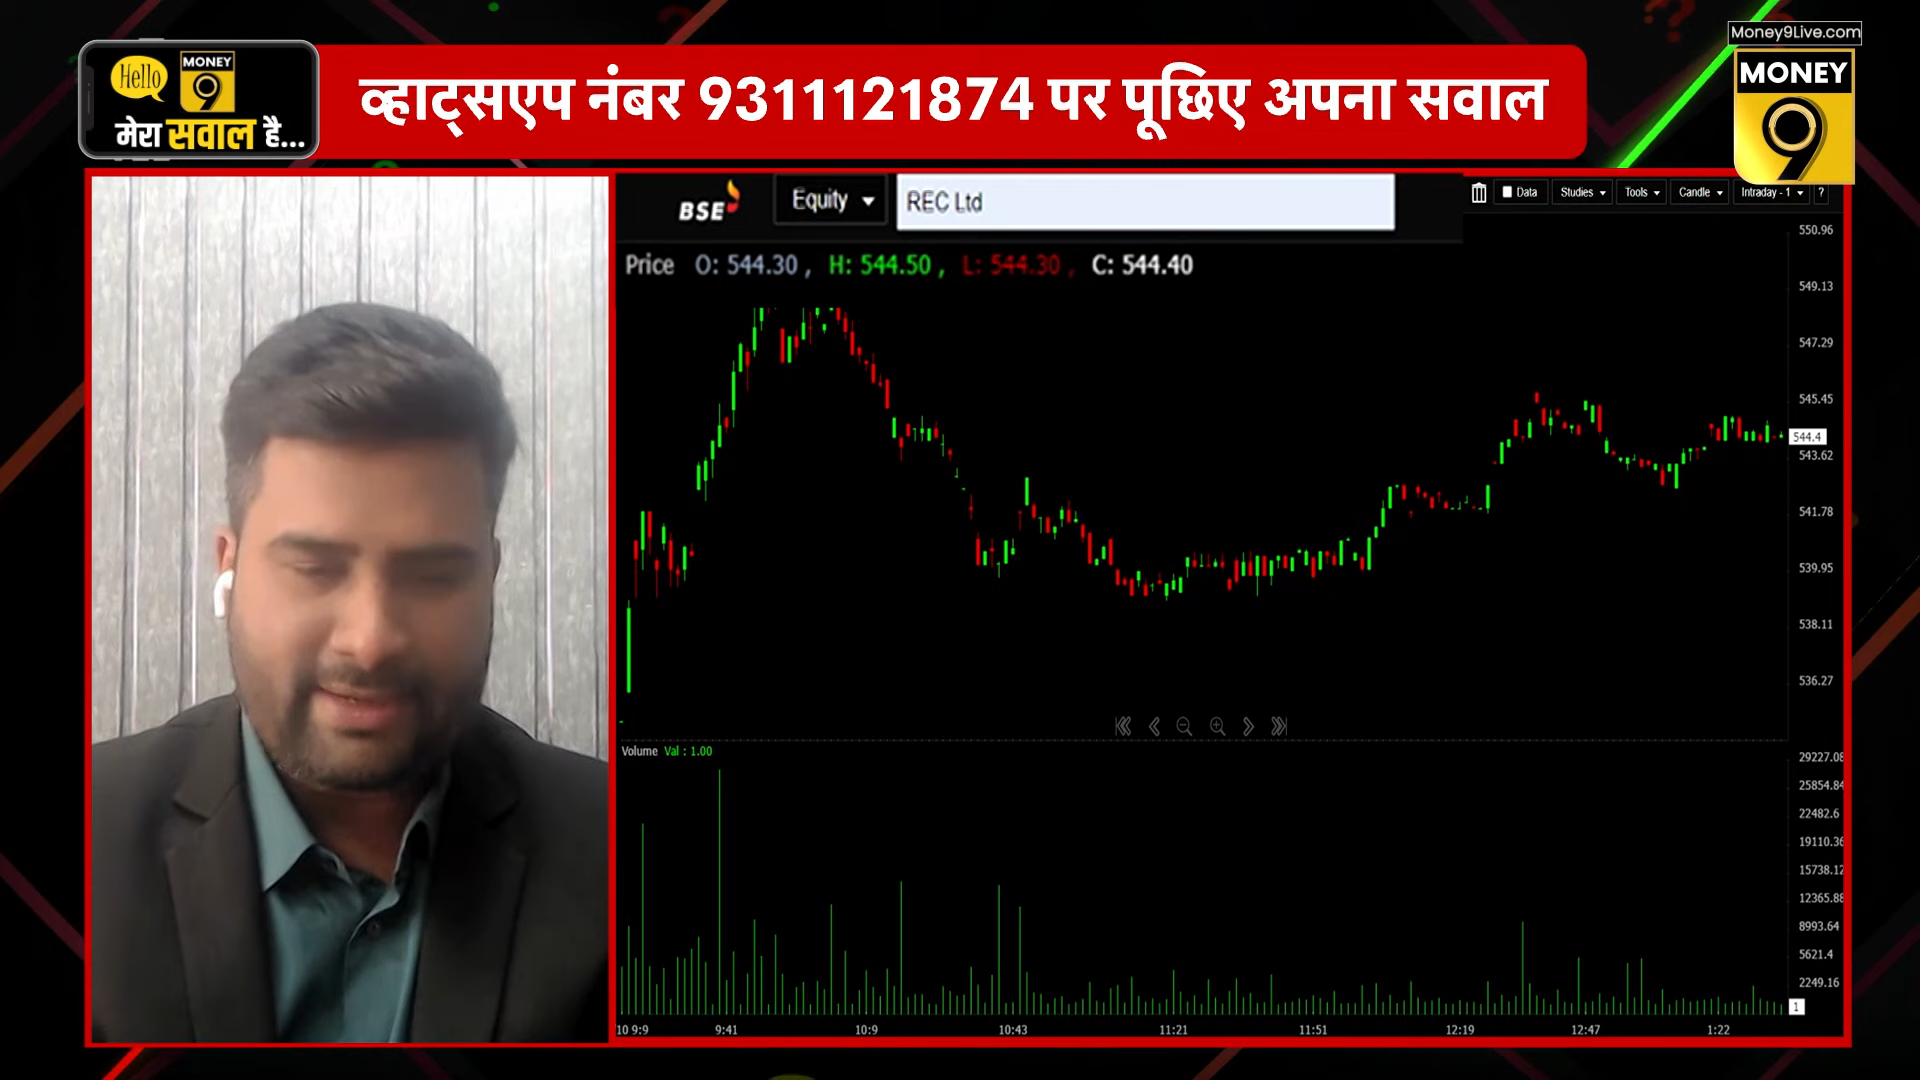 Money9Live.com
Hello
MONEY
9
मेरा सवाल है...
व्हाट्सएप नंबर 9311121874 पर पूछिए अपना सवाल
MONEY
9
BSE
Equity
REC Ltd
Data
Studies
Tools
Candle
Intraday - 1
?
Price O: 544.30 , H: 544.50 , L: 544.30 , C: 544.40
550.96
549.13
547.29
545.45
544.4
543.62
541.78
539.95
538.11
536.27
Volume Val : 1.00
29227.08
25854.84
22482.6
19110.36
15738.12
12365.88
8993.64
5621.4
2249.16
1
10 9:9
9:41
10:9
10:43
11:21
11:51
12:19
12:47
1:22